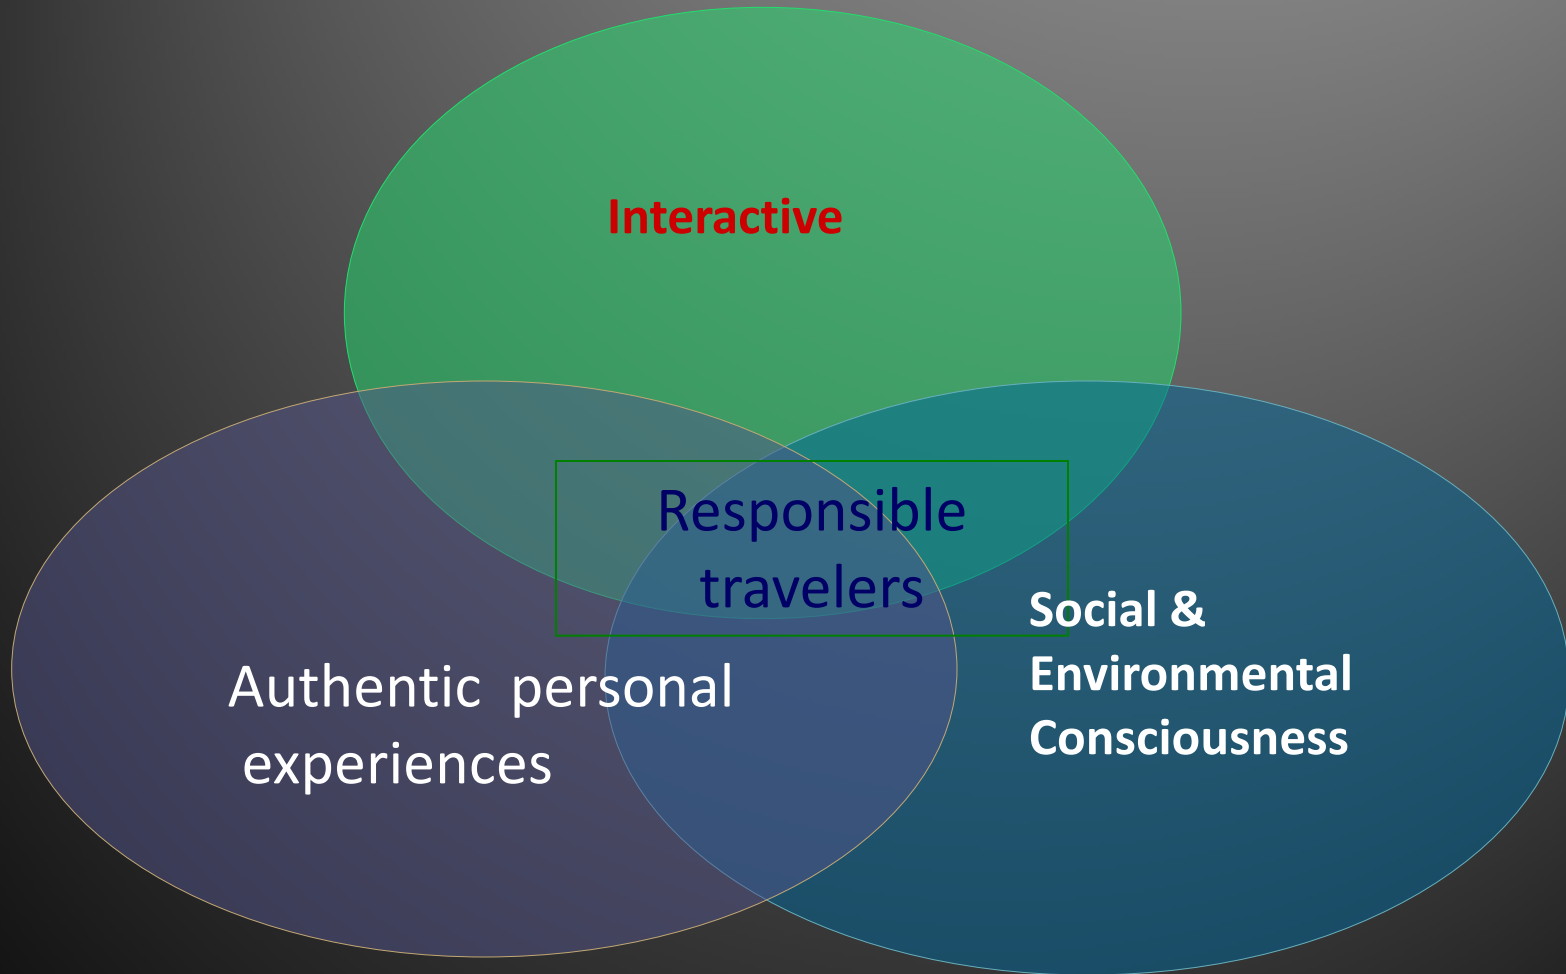 Interactive
Responsible
travelers
Authentic personal
experiences
Social &
Environmental
Consciousness